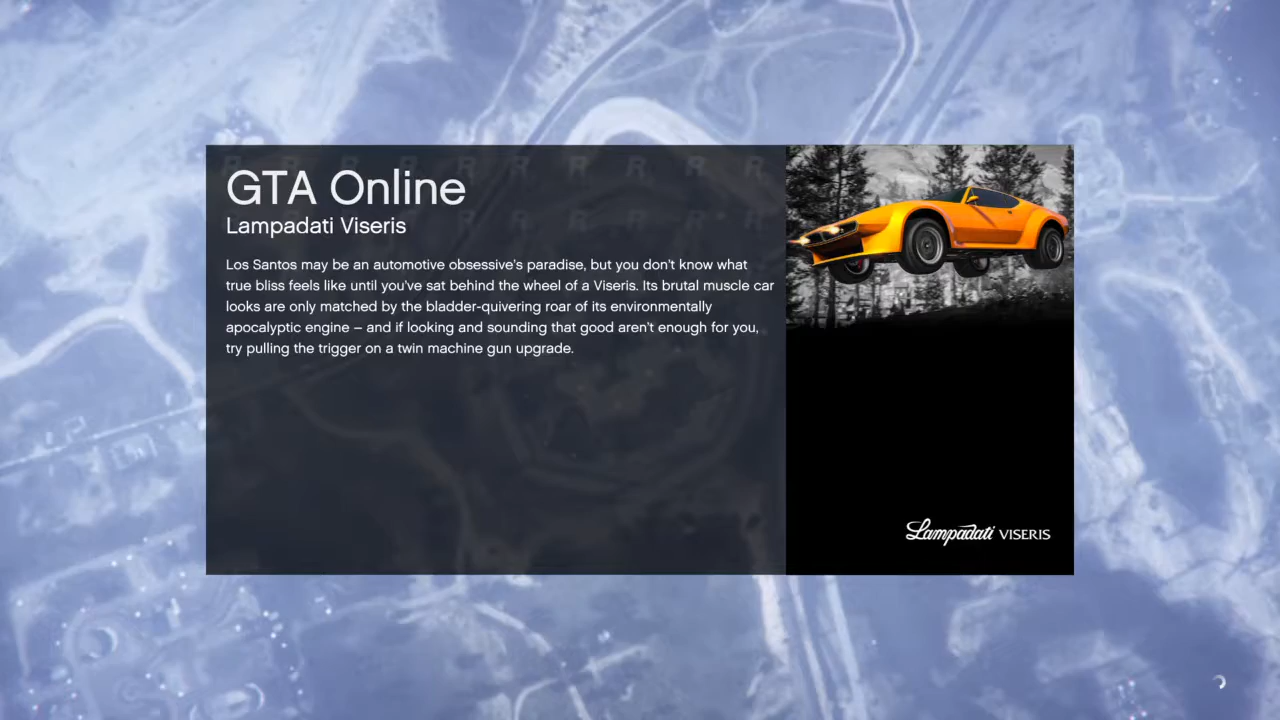 GTA Online
Lampadati Viseris
Los Santos may be an automotive obsessive's paradise, but you don't know what
true bliss feels like until you've sat behind the wheel of a Viseris. Its brutal muscle car
looks are only matched by the bladder-quivering roar of its environmentally
apocalyptic engine – and if looking and sounding that good aren't enough for you,
try pulling the trigger on a twin machine gun upgrade.
Lampadati VISERIS